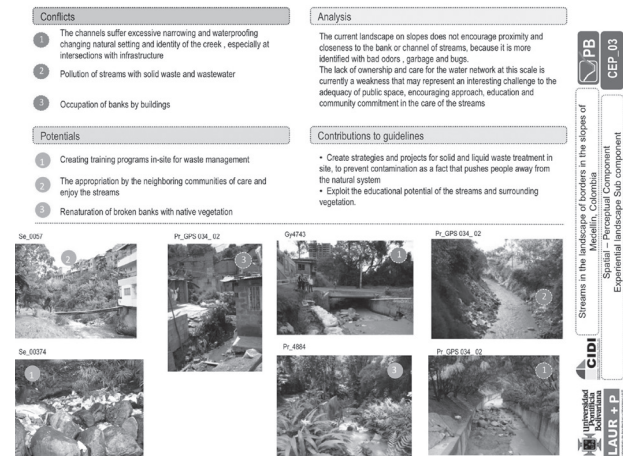 Conflicts
1
The channels suffer excessive narrowing and waterproofing
changing natural setting and identity of the creek , especially at
intersections with infrastructure
2
Pollution of streams with solid waste and wastewater
3
Occupation of banks by buildings
Potentials
1
Creating training programs in-site for waste management
2
The appropriation by the neighboring communities of care and
enjoy the streams
3
Renaturation of broken banks with native vegetation
Analysis
The current landscape on slopes does not encourage proximity and
closeness to the bank or channel of streams, because it is more
identified with bad odors , garbage and bugs.
The lack of ownership and care for the water network at this scale is
currently a weakness that may represent an interesting challenge to the
adequacy of public space, encouraging approach, education and
community commitment in the care of the streams
Contributions to guidelines
• Create strategies and projects for solid and liquid waste treatment in
site, to prevent contamination as a fact that pushes people away from
the natural system
• Exploit the educational potential of the streams and surrounding
vegetation.
Se_0057
2
Pr_GPS 034_ 02
3
Gy4743
1
Pr_GPS 034_ 02
2
Se_00374
1
Pr_4884
3
Pr_GPS 034_ 02
1
PB
CEP_03
Streams in the landscape of borders in the slopes of
Medellín, Colombia
Spatial – Perceptual Component
Experiential landscape Sub component
CIDI
Universidad
Pontificia
Bolivariana
LAUR + P